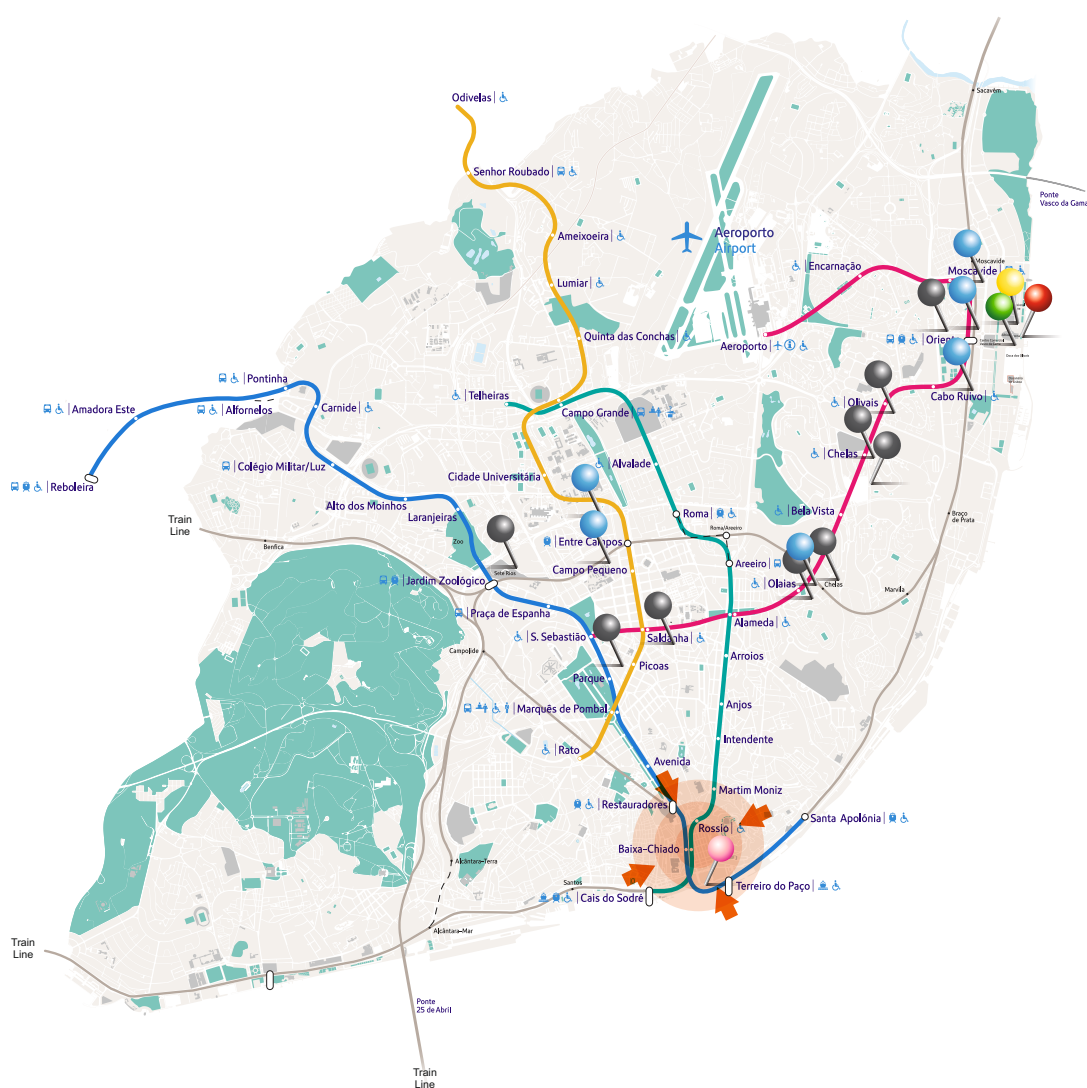 Odivelas
Sacavém
Senhor Roubado
Ponte
Vasco da Gama
Ameixoeira
Aeroporto
Airport
Encarnação
Moscavide
Moscavide
Lumiar
Quinta das Conchas
Aeroporto
Pontinha
Telheiras
Amadora Este
Alfornelos
Carnide
Campo Grande
Olivais
Cabo Ruivo
Chelas
Colégio Militar/Luz
Cidade Universitária
Alvalade
Reboleira
Alto dos Moinhos
Laranjeiras
Roma
Bela Vista
Braço
de Prata
Train
Line
Roma/Areeiro
Benfica
Zoo
Entre Campos
Areeiro
Sete Rios
Campo Pequeno
Jardim Zoológico
Olaias
Chelas
Marvila
Praça de Espanha
Alameda
S. Sebastião
Saldanha
Campolide
Arroios
Picoas
Parque
Marquês de Pombal
Anjos
Intendente
Rato
Avenida
Martim Moniz
Restauradores
Rossio
Santa Apolónia
Baixa-Chiado
Alcântara-Terra
Santos
Terreiro do Paço
Cais do Sodré
Alcântara-Mar
Train
Line
Ponte
25 de Abril
Train
Line